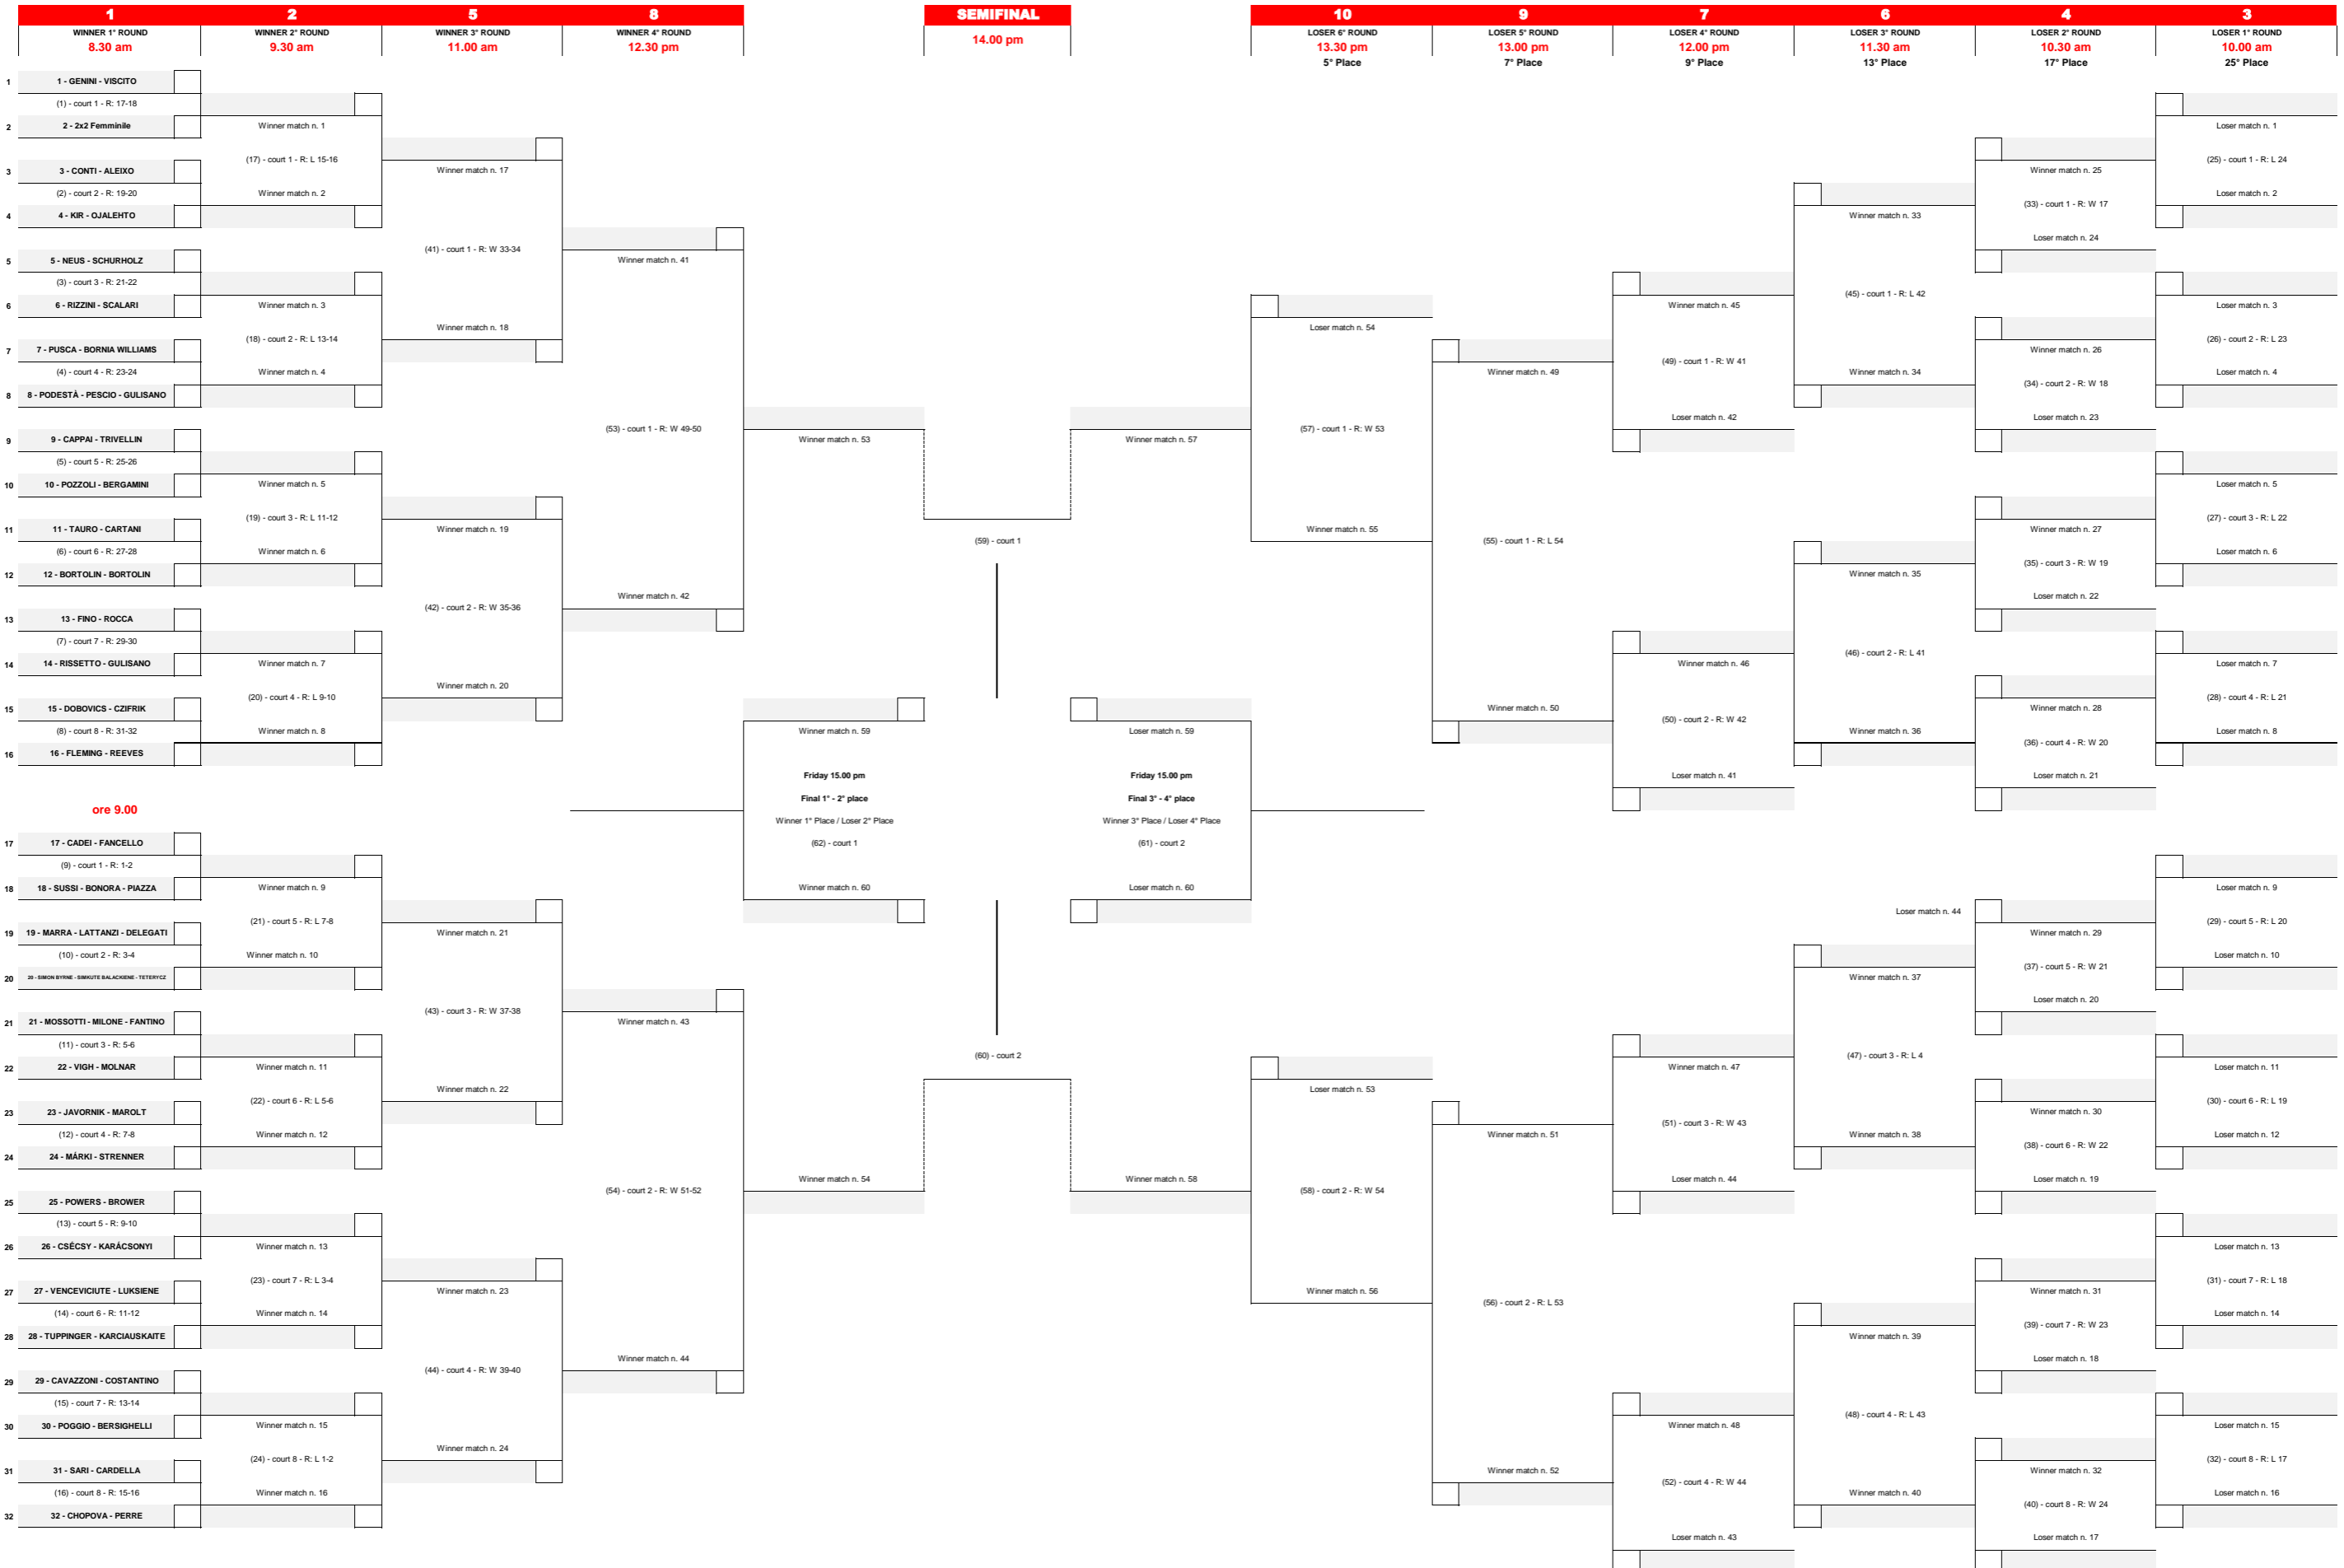 1
2
5
8
SEMIFINAL
10
9
7
6
4
3
WINNER 1° ROUND
WINNER 2° ROUND
WINNER 3° ROUND
WINNER 4° ROUND
14.00 pm
LOSER 6° ROUND
LOSER 5° ROUND
LOSER 4° ROUND
LOSER 3° ROUND
LOSER 2° ROUND
LOSER 1° ROUND
8.30 am
9.30 am
11.00 am
12.30 pm
13.30 pm
13.00 pm
12.00 pm
11.30 am
10.30 am
10.00 am
5° Place
7° Place
9° Place
13° Place
17° Place
25° Place
1
1 - GENINI - VISCITO
(1) - court 1 - R: 17-18
2
2 - 2x2 Femminile
3
3 - CONTI - ALEIXO
(2) - court 2 - R: 19-20
4
4 - KIR - OJALEHTO
5
5 - NEUS - SCHURHOLZ
(3) - court 3 - R: 21-22
6
6 - RIZZINI - SCALARI
7
7 - PUSCA - BORNIA WILLIAMS
(4) - court 4 - R: 23-24
8
8 - PODESTÀ - PESCIO - GULISANO
9
9 - CAPPAI - TRIVELLIN
(5) - court 5 - R: 25-26
10
10 - POZZOLI - BERGAMINI
11
11 - TAURO - CARTANI
(6) - court 6 - R: 27-28
12
12 - BORTOLIN - BORTOLIN
13
13 - FINO - ROCCA
(7) - court 7 - R: 29-30
14
14 - RISSETTO - GULISANO
15
15 - DOBOVICS - CZIFRIK
(8) - court 8 - R: 31-32
16
16 - FLEMING - REEVES
ore 9.00
17
17 - CADEI - FANCELLO
(9) - court 1 - R: 1-2
18
18 - SUSSI - BONORA - PIAZZA
19
19 - MARRA - LATTANZI - DELEGATI
(10) - court 2 - R: 3-4
20
20 - SIMON BYRNE - SIMKUTE BALACKIENE - TETERYCZ
21
21 - MOSSOTTI - MILONE - FANTINO
(11) - court 3 - R: 5-6
22
22 - VIGH - MOLNAR
23
23 - JAVORNIK - MAROLT
(12) - court 4 - R: 7-8
24
24 - MÁRKI - STRENNER
25
25 - POWERS - BROWER
(13) - court 5 - R: 9-10
26
26 - CSÉCSY - KARÁCSONYI
27
27 - VENCEVICIUTE - LUKSIENE
(14) - court 6 - R: 11-12
28
28 - TUPPINGER - KARCIAUSKAITE
29
29 - CAVAZZONI - COSTANTINO
(15) - court 7 - R: 13-14
30
30 - POGGIO - BERSIGHELLI
31
31 - SARI - CARDELLA
(16) - court 8 - R: 15-16
32
32 - CHOPOVA - PERRE
Winner match n. 1
(17) - court 1 - R: L 15-16
Winner match n. 2
Winner match n. 3
(18) - court 2 - R: L 13-14
Winner match n. 4
Winner match n. 5
(19) - court 3 - R: L 11-12
Winner match n. 6
Winner match n. 7
(20) - court 4 - R: L 9-10
Winner match n. 8
Winner match n. 9
(21) - court 5 - R: L 7-8
Winner match n. 10
Winner match n. 11
(22) - court 6 - R: L 5-6
Winner match n. 12
Winner match n. 13
(23) - court 7 - R: L 3-4
Winner match n. 14
Winner match n. 15
(24) - court 8 - R: L 1-2
Winner match n. 16
Winner match n. 17
(41) - court 1 - R: W 33-34
Winner match n. 18
Winner match n. 19
(42) - court 2 - R: W 35-36
Winner match n. 20
Winner match n. 21
(43) - court 3 - R: W 37-38
Winner match n. 22
Winner match n. 23
(44) - court 4 - R: W 39-40
Winner match n. 24
Winner match n. 41
(53) - court 1 - R: W 49-50
Winner match n. 42
Winner match n. 43
(54) - court 2 - R: W 51-52
Winner match n. 44
Winner match n. 53
Winner match n. 59
Friday 15.00 pm
Final 1° - 2° place
Winner 1° Place / Loser 2° Place
(62) - court 1
Winner match n. 60
Winner match n. 54
(59) - court 1
(60) - court 2
Winner match n. 57
Loser match n. 59
Friday 15.00 pm
Final 3° - 4° place
Winner 3° Place / Loser 4° Place
(61) - court 2
Loser match n. 60
Winner match n. 58
Loser match n. 54
(57) - court 1 - R: W 53
Winner match n. 55
Loser match n. 53
(58) - court 2 - R: W 54
Winner match n. 56
Winner match n. 49
(55) - court 1 - R: L 54
Winner match n. 50
Winner match n. 51
(56) - court 2 - R: L 53
Winner match n. 52
Winner match n. 45
(49) - court 1 - R: W 41
Loser match n. 42
Winner match n. 46
(50) - court 2 - R: W 42
Loser match n. 41
Winner match n. 47
(51) - court 3 - R: W 43
Loser match n. 44
Winner match n. 48
(52) - court 4 - R: W 44
Loser match n. 43
Winner match n. 33
(45) - court 1 - R: L 42
Winner match n. 34
Winner match n. 35
(46) - court 2 - R: L 41
Winner match n. 36
Loser match n. 44
Winner match n. 37
(47) - court 3 - R: L 4
Winner match n. 38
Winner match n. 39
(48) - court 4 - R: L 43
Winner match n. 40
Winner match n. 25
(33) - court 1 - R: W 17
Loser match n. 24
Winner match n. 26
(34) - court 2 - R: W 18
Loser match n. 23
Winner match n. 27
(35) - court 3 - R: W 19
Loser match n. 22
Winner match n. 28
(36) - court 4 - R: W 20
Loser match n. 21
Winner match n. 29
(37) - court 5 - R: W 21
Loser match n. 20
Winner match n. 30
(38) - court 6 - R: W 22
Loser match n. 19
Winner match n. 31
(39) - court 7 - R: W 23
Loser match n. 18
Winner match n. 32
(40) - court 8 - R: W 24
Loser match n. 17
Loser match n. 1
(25) - court 1 - R: L 24
Loser match n. 2
Loser match n. 3
(26) - court 2 - R: L 23
Loser match n. 4
Loser match n. 5
(27) - court 3 - R: L 22
Loser match n. 6
Loser match n. 7
(28) - court 4 - R: L 21
Loser match n. 8
Loser match n. 9
(29) - court 5 - R: L 20
Loser match n. 10
Loser match n. 11
(30) - court 6 - R: L 19
Loser match n. 12
Loser match n. 13
(31) - court 7 - R: L 18
Loser match n. 14
Loser match n. 15
(32) - court 8 - R: L 17
Loser match n. 16